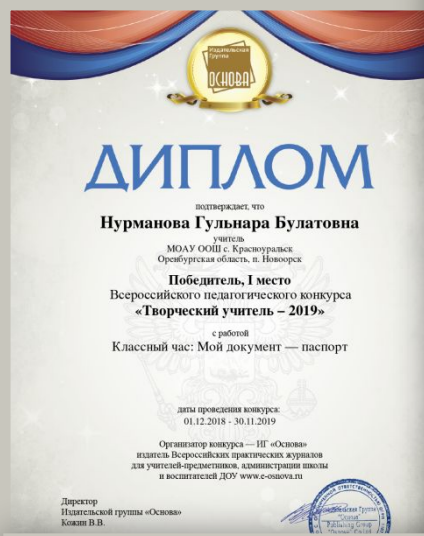 Издательская
Группа
ОСНОВА
ДИПЛОМ
подтверждает, что
Нурманова Гульнара Булатовна
учитель
МОАУ ООШ с. Красноуральск
Оренбургская область, п. Новоорск
Победитель, I место
Всероссийского педагогического конкурса
«Творческий учитель – 2019»
с работой
Классный час: Мой документ — паспорт
даты проведения конкурса:
01.12.2018 - 30.11.2019
Организатор конкурса — ИГ «Основа»
издатель Всероссийских практических журналов
для учителей-предметников, администрации школы
и воспитателей ДОУ www.e-osnova.ru
Директор
Издательской группы «Основа»
Кожин В.В.
Publishing Group